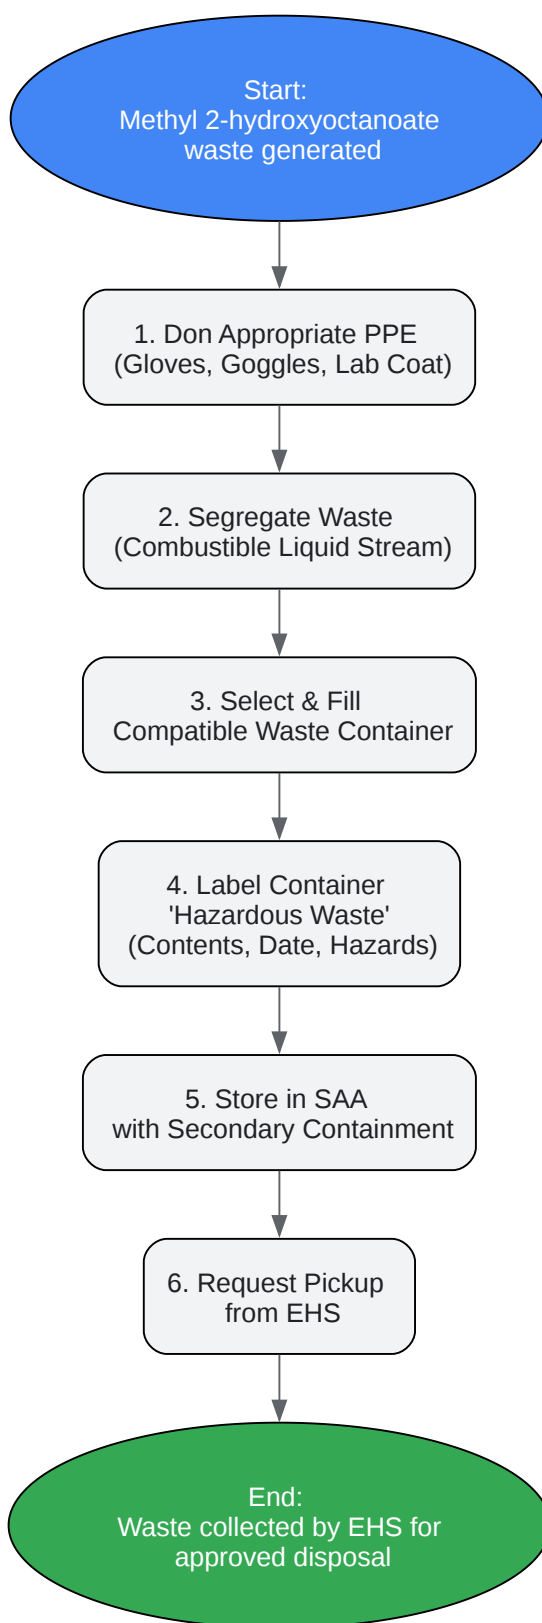 Start:
Methyl 2-hydroxyoctanoate
waste generated
1. Don Appropriate PPE
(Gloves, Goggles, Lab Coat)
2. Segregate Waste
(Combustible Liquid Stream)
3. Select & Fill
Compatible Waste Container
4. Label Container
'Hazardous Waste'
(Contents, Date, Hazards)
5. Store in SAA
with Secondary Containment
6. Request Pickup
from EHS
End:
Waste collected by EHS for
approved disposal